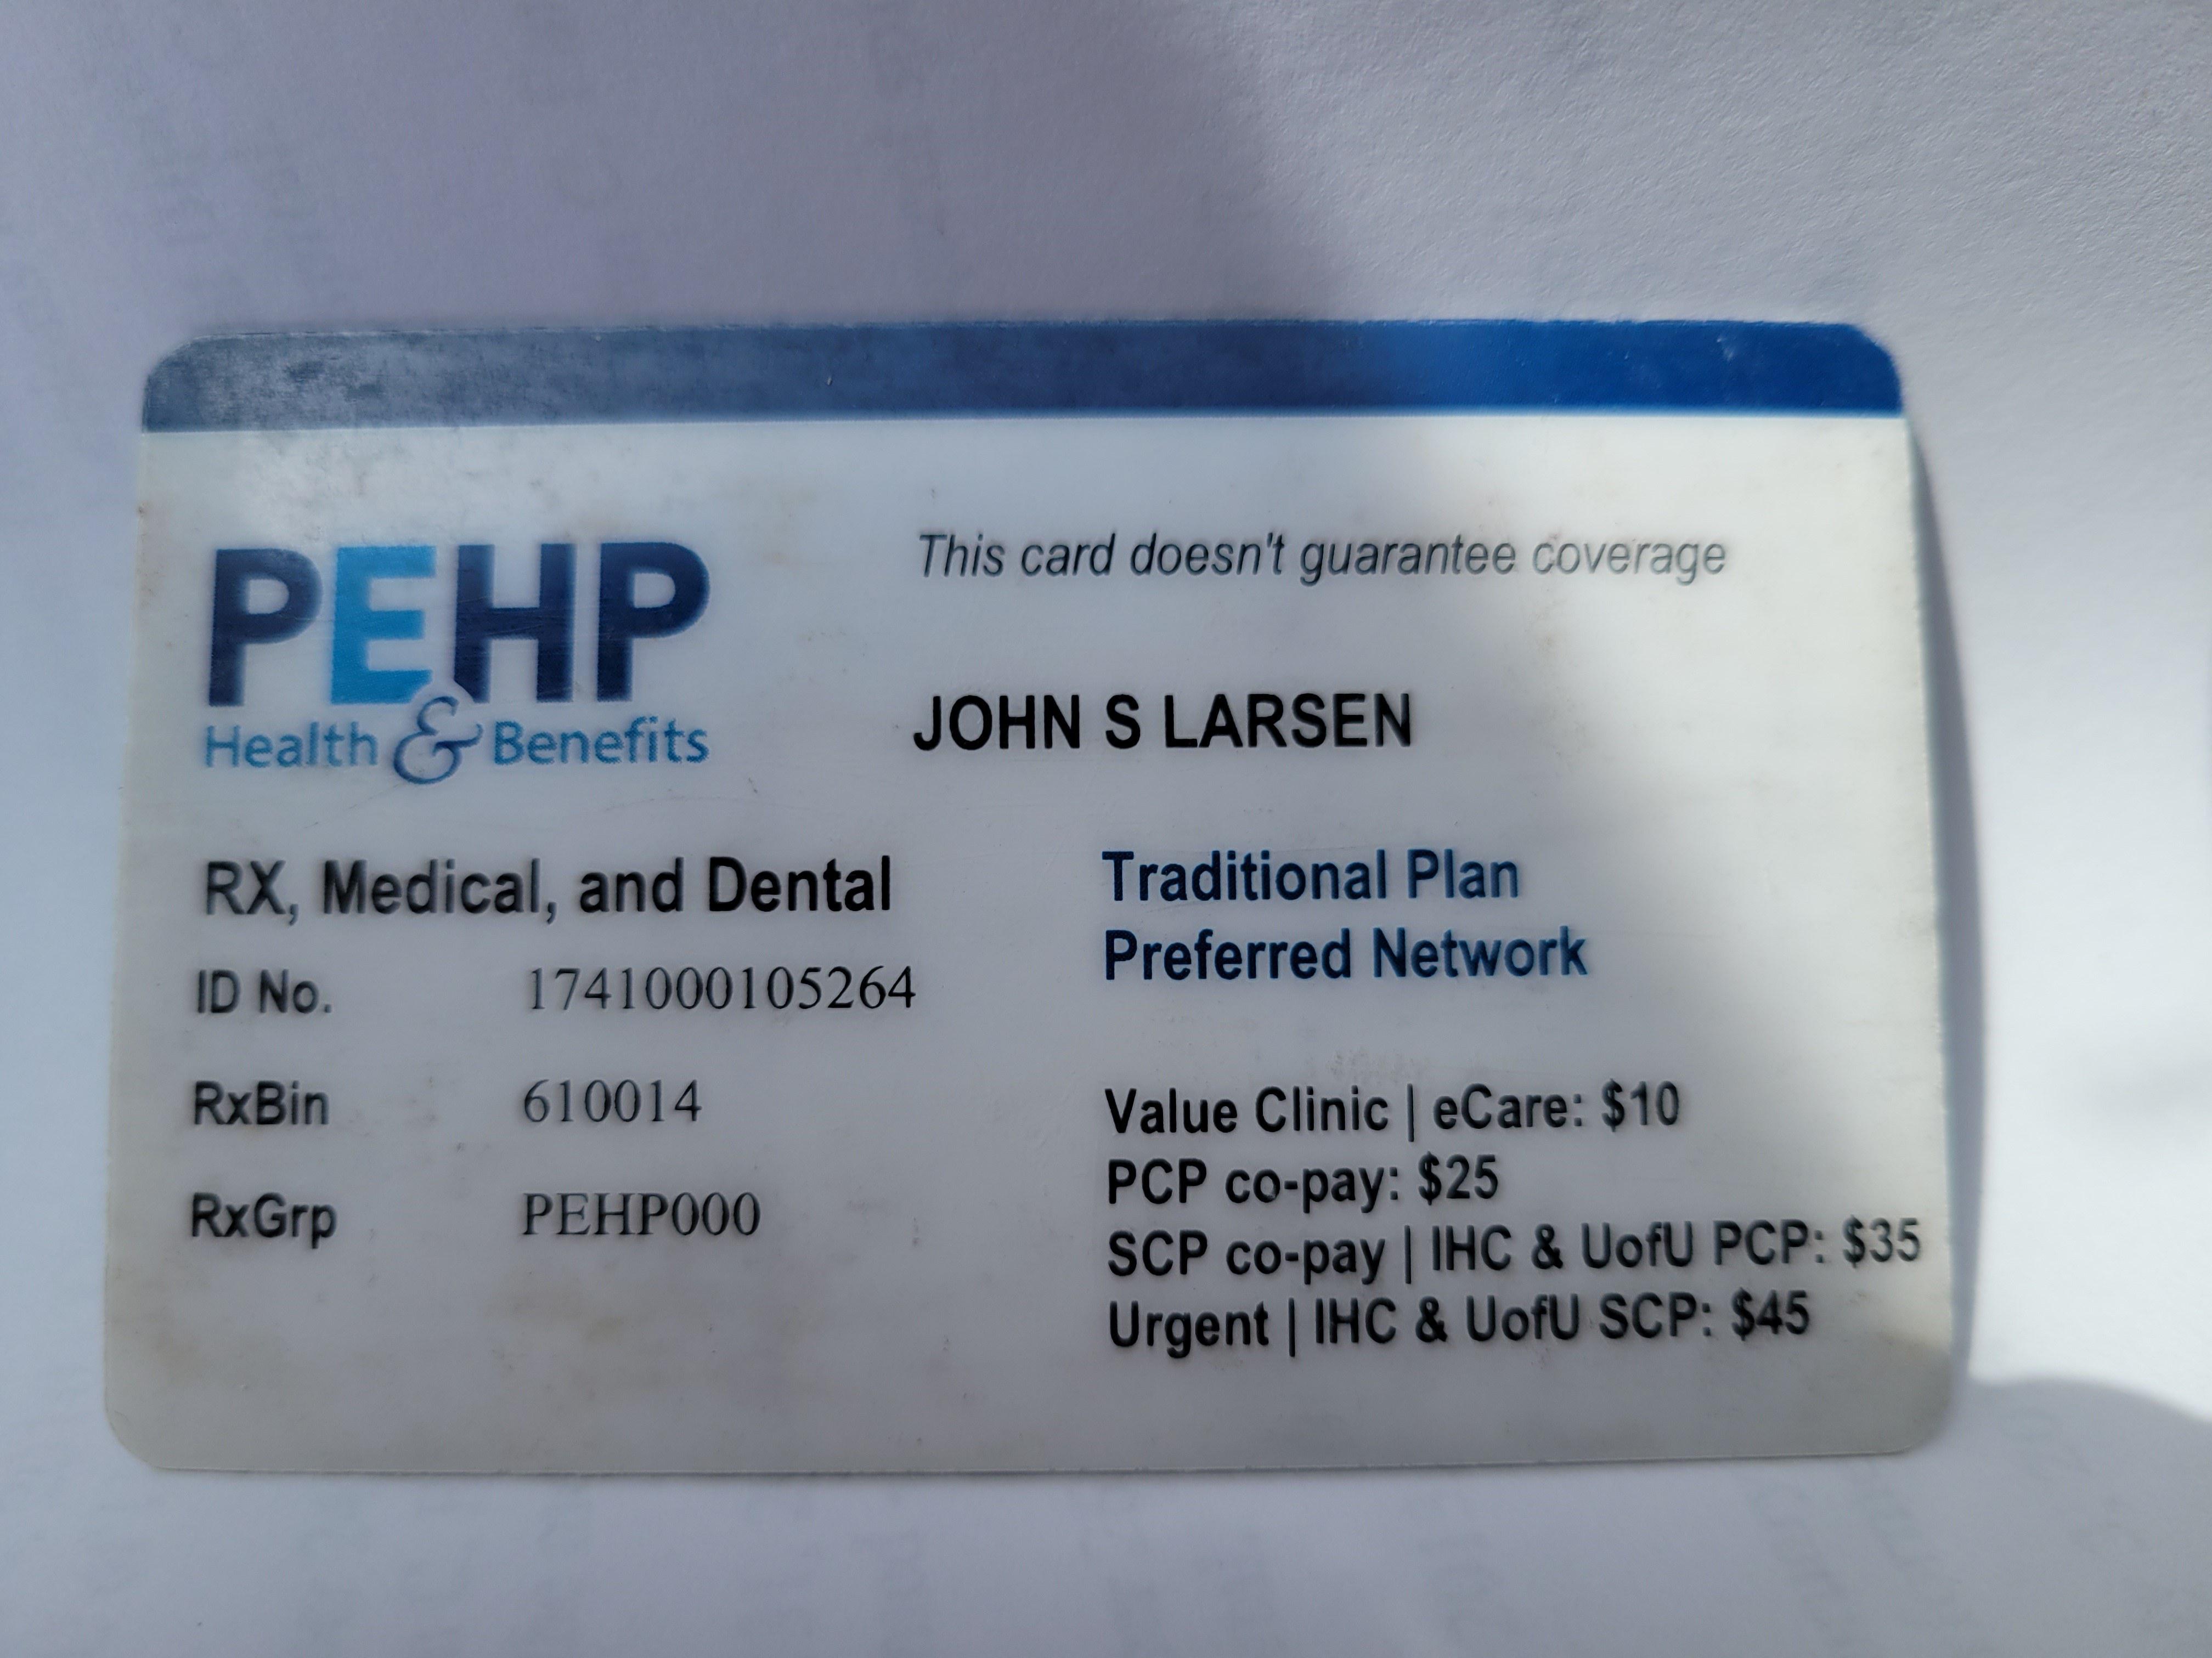 PEHP
Health & Benefits
This card doesn't guarantee coverage
JOHN S LARSEN
RX, Medical, and Dental
ID No. 1741000105264
RxBin 610014
RxGrp PEHP000
Traditional Plan
Preferred Network
Value Clinic | eCare: $10
PCP co-pay: $25
SCP co-pay | IHC & UofU PCP: $35
Urgent | IHC & UofU SCP: $45